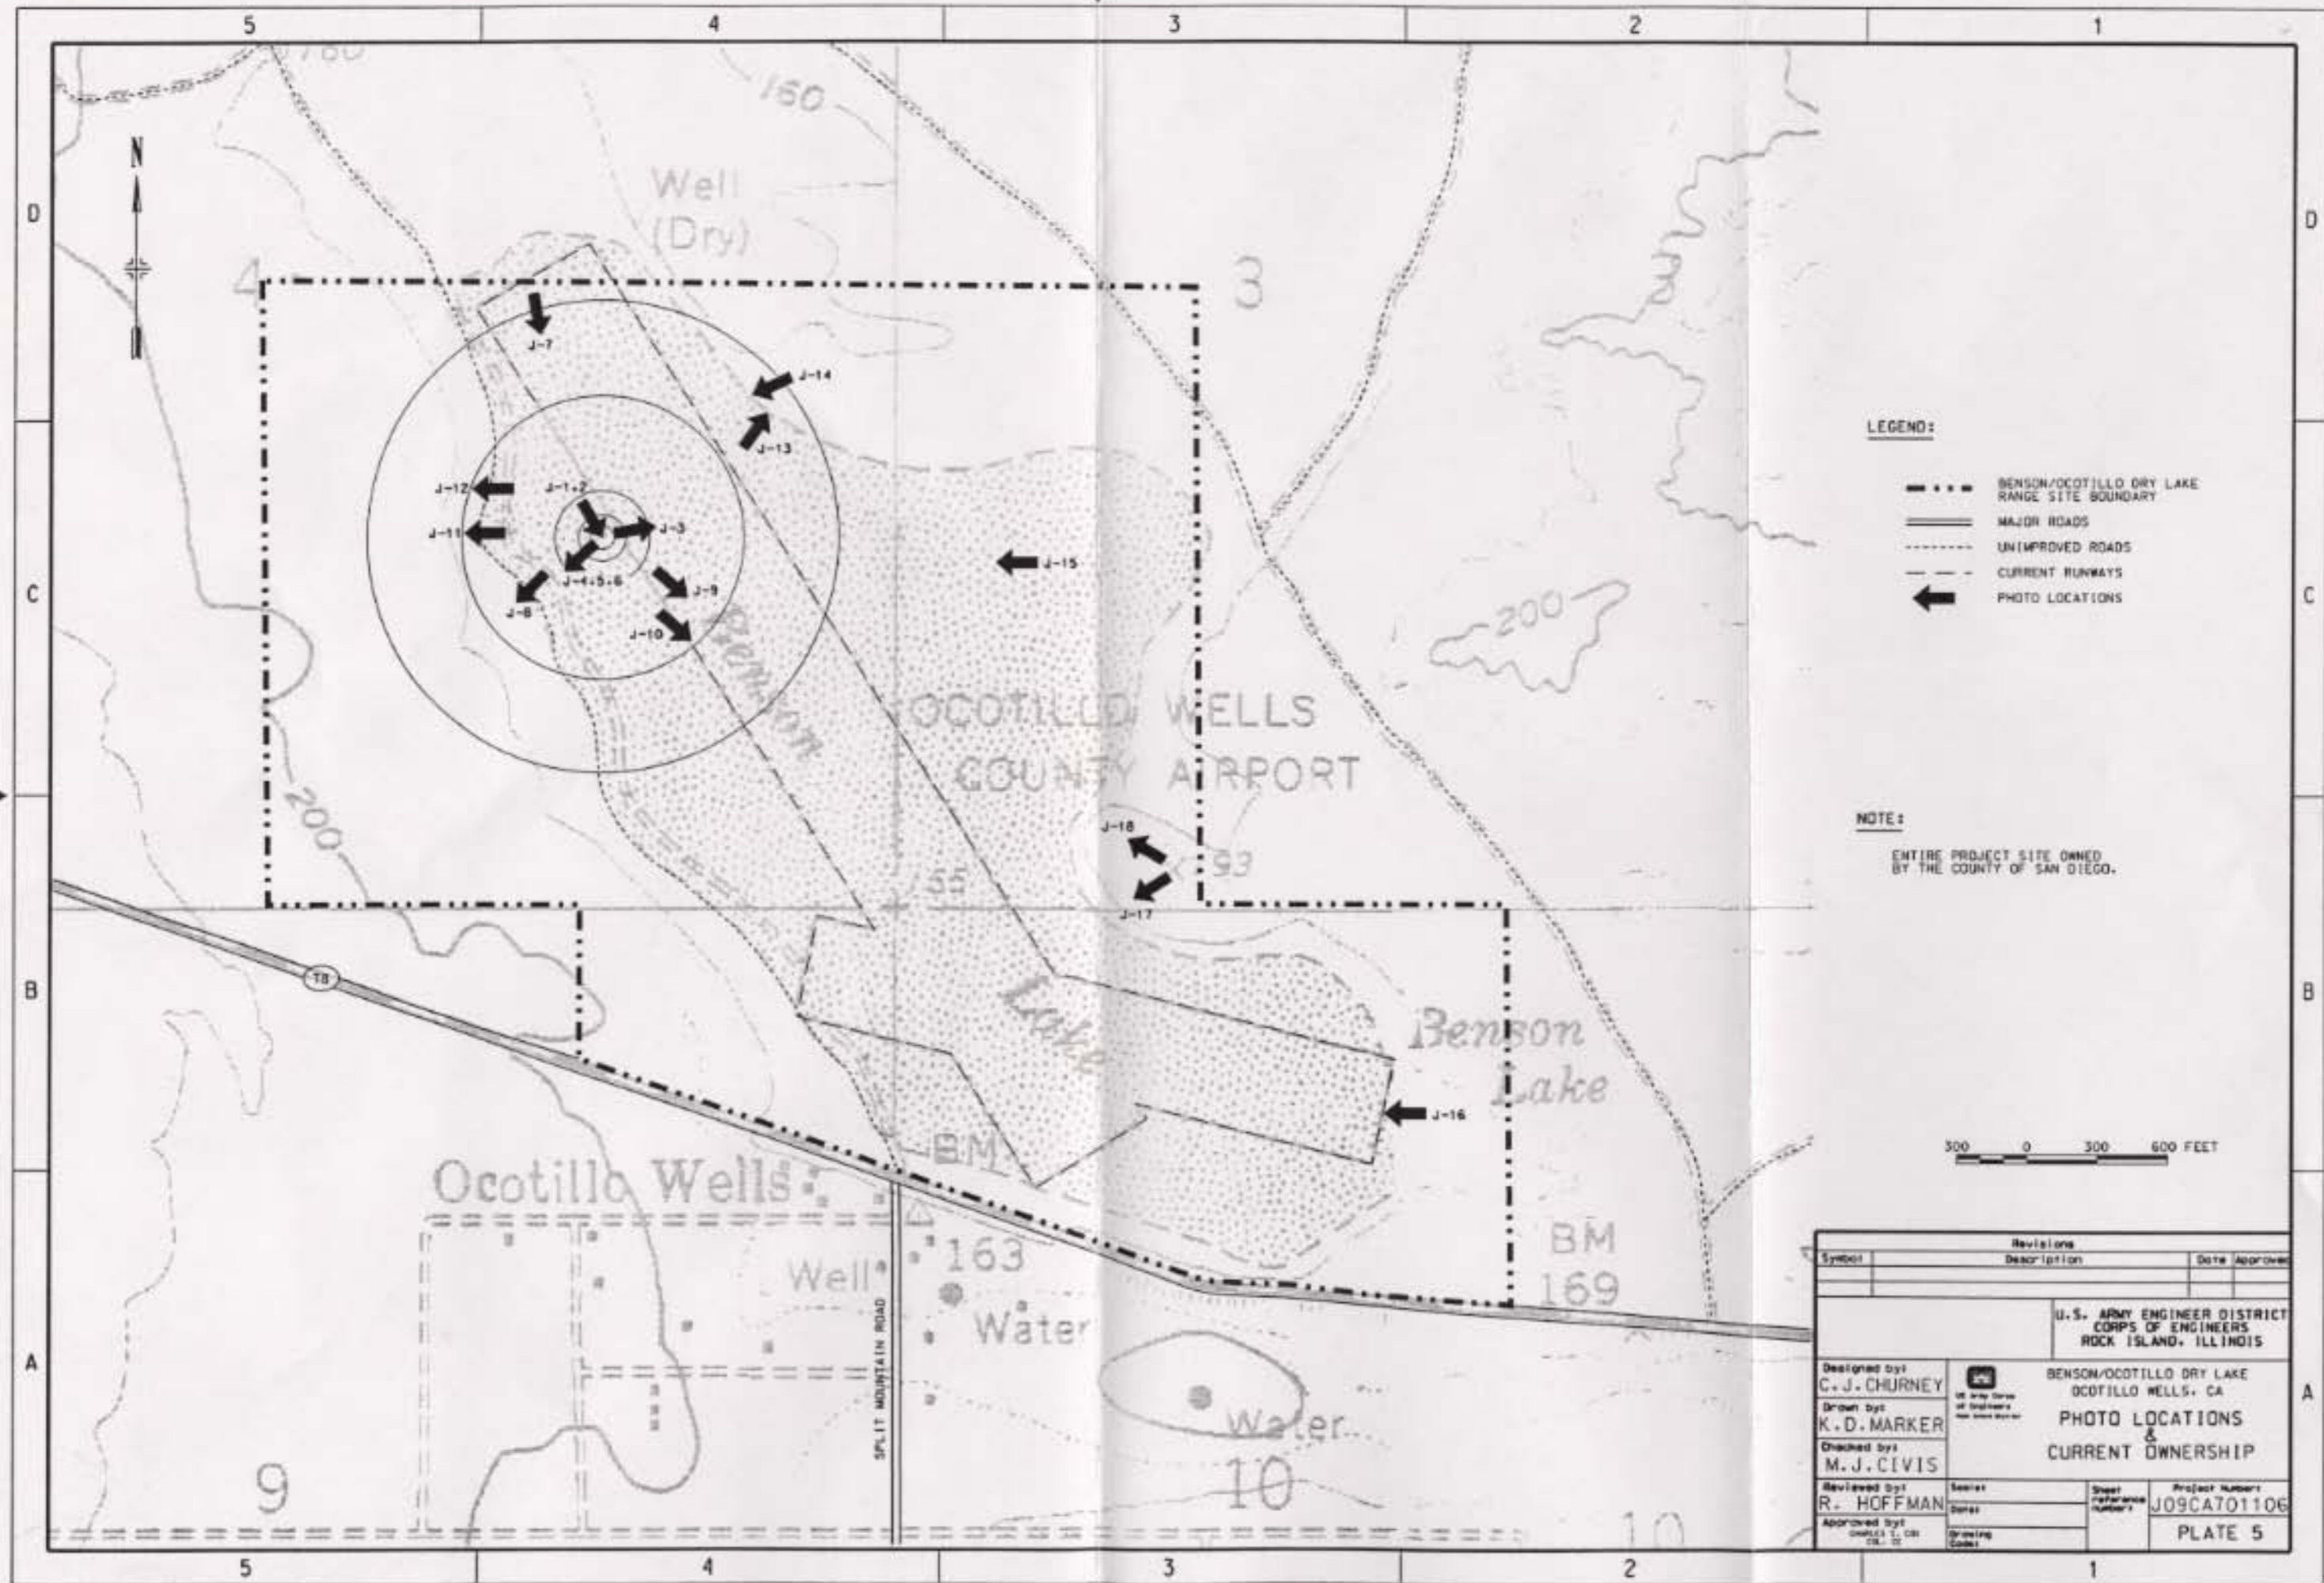 5 4 3 2 1
780
160
N
Well
(Dry)
D D
4
3
J-7
J-14
J-13
LEGEND:
BENSON/OCOTILLO DRY LAKE
RANGE SITE BOUNDARY
MAJOR ROADS
UNIMPROVED ROADS
CURRENT RUNWAYS
PHOTO LOCATIONS
J-12
J-1,2
J-11
J-3
J-15
J-4,5,6
J-9
J-8
J-10
C C
200
Benson
Lake
OCOTILLO WELLS
COUNTY AIRPORT
200
J-18
93
J-17
55
NOTE:
ENTIRE PROJECT SITE OWNED
BY THE COUNTY OF SAN DIEGO.
78
B B
Benson
Lake
J-16
BM
300 0 300 600 FEET
Ocotillo Wells
163
Well
Water
BM
169
SPLIT MOUNTAIN ROAD
Water
A A
9
10
10
Revisions
Symbol Description Date Approved
U.S. ARMY ENGINEER DISTRICT
CORPS OF ENGINEERS
ROCK ISLAND, ILLINOIS
Designed by:
C.J.CHURNEY
Drawn by:
K.D.MARKER
Checked by:
M.J.CIVIS
Reviewed by:
R. HOFFMAN
Approved by:
US Army Corps
of Engineers
BENSON/OCOTILLO DRY LAKE
OCOTILLO WELLS, CA
PHOTO LOCATIONS
&
CURRENT OWNERSHIP
Scale:
Date:
Drawing
Code:
Sheet
reference
number:
Project Number:
J09CA701106
PLATE 5
5 4 3 2 1